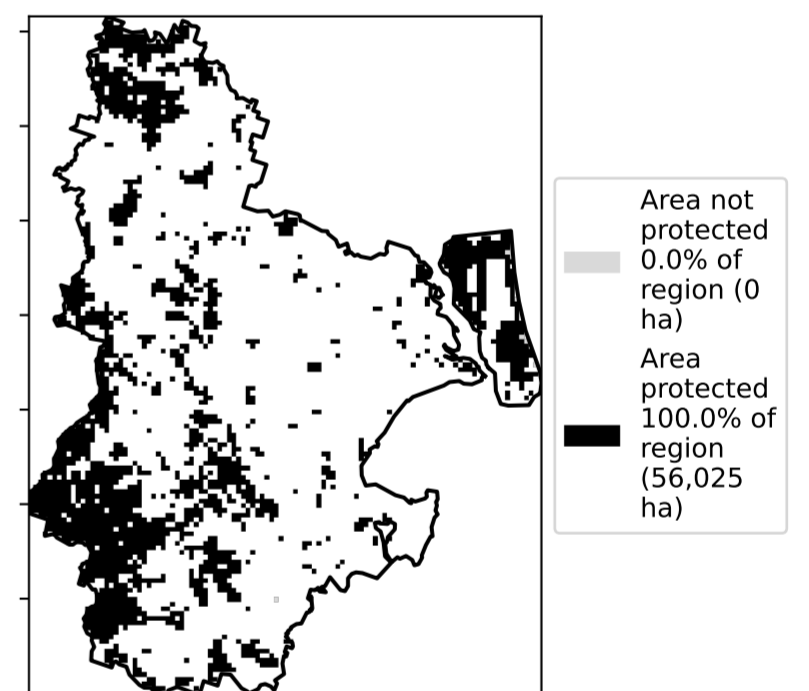 Area not
protected
0.0% of
region (0
ha)
Area
protected
100.0% of
region
(56,025
ha)